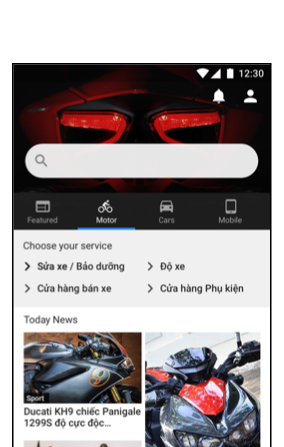 12:30
Featured Motor Cars Mobile
Choose your service
Sửa xe / Bảo dưỡng Độ xe
Cửa hàng bán xe Cửa hàng Phụ kiện
Today News
Sport
Ducati KH9 chiếc Panigale
1299S độ cực độc...